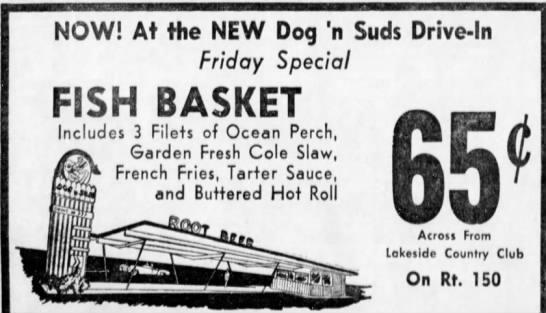 NOW! At the NEW Dog 'n Suds Drive-In
Friday Special
FISH BASKET
Includes 3 Filets of Ocean Perch,
Garden Fresh Cole Slaw,
French Fries, Tarter Sauce,
and Buttered Hot Roll
65¢
Across From
Lakeside Country Club
On Rt. 150
DOG n SUDS
ROOT BEER